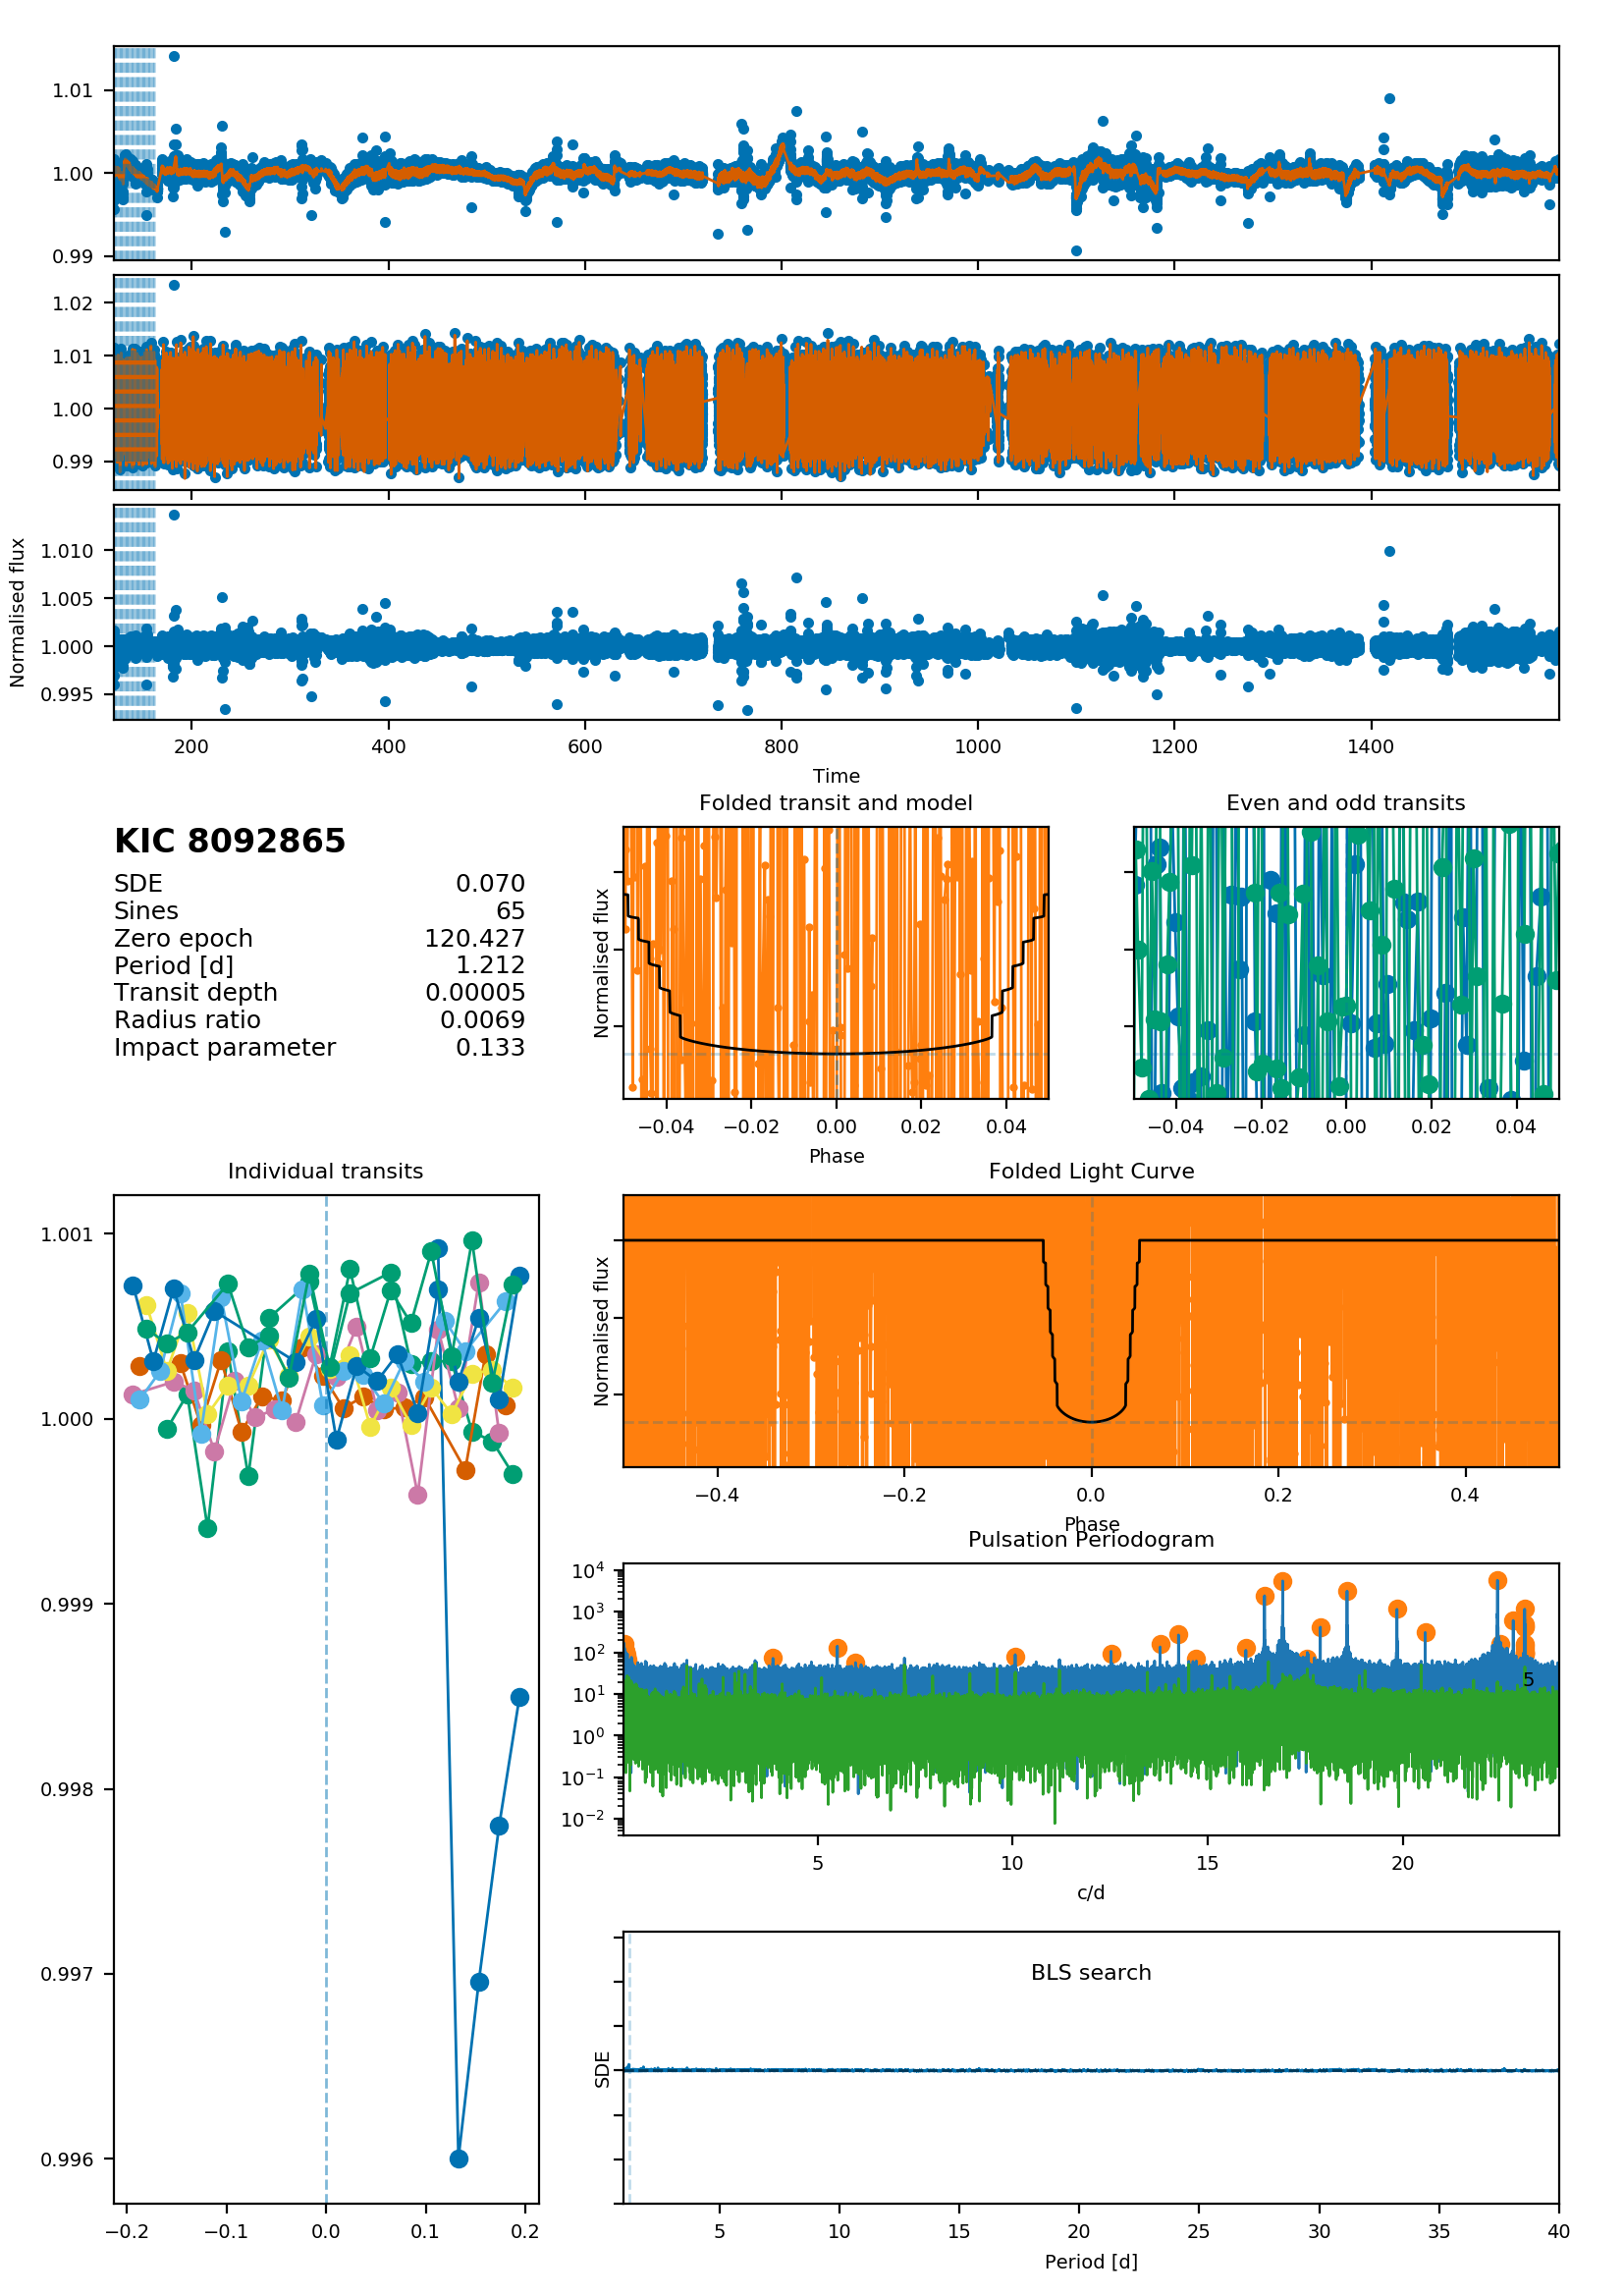 1.01
1.00
0.99
1.02
1.01
1.00
0.99
Normalised flux
1.010
1.005
1.000
0.995
200 400 600 800 1000 1200 1400
Time
KIC 8092865
SDE 0.070
Sines 65
Zero epoch 120.427
Period [d] 1.212
Transit depth 0.00005
Radius ratio 0.0069
Impact parameter 0.133
Folded transit and model
Normalised flux
−0.04 −0.02 0.00 0.02 0.04
Phase
Even and odd transits
−0.04 −0.02 0.00 0.02 0.04
Individual transits
1.001
1.000
0.999
0.998
0.997
0.996
−0.2 −0.1 0.0 0.1 0.2
Folded Light Curve
Normalised flux
−0.4 −0.2 0.0 0.2 0.4
Phase
Pulsation Periodogram
10⁴
10³
10²
10¹
10⁰
10⁻¹
10⁻²
5
5 10 15 20
c/d
BLS search
SDE
5 10 15 20 25 30 35 40
Period [d]